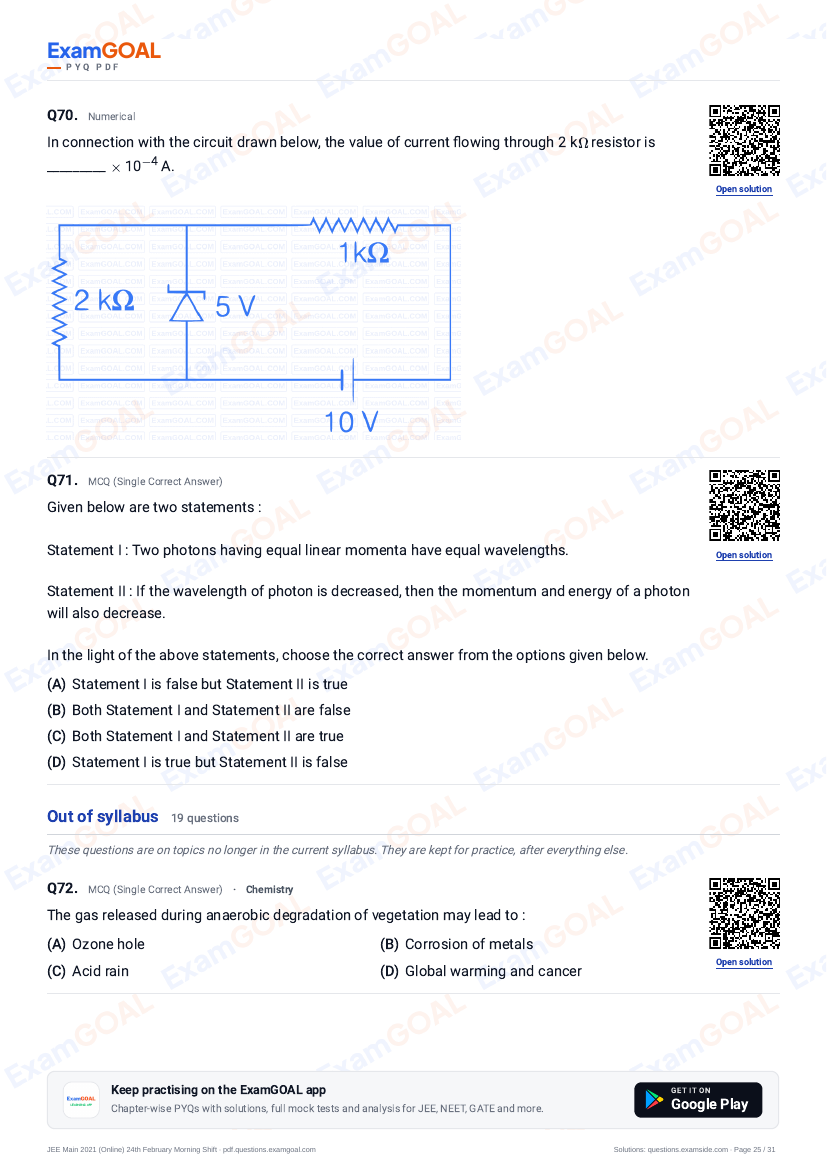 ExamGOAL
PYQ PDF
Q70. Numerical
In connection with the circuit drawn below, the value of current flowing through 2 kΩ resistor is
________ × 10⁻⁴ A.
Open solution
1kΩ
2 kΩ
5 V
10 V
Q71. MCQ (Single Correct Answer)
Given below are two statements :
Open solution
Statement I : Two photons having equal linear momenta have equal wavelengths.
Statement II : If the wavelength of photon is decreased, then the momentum and energy of a photon
will also decrease.
In the light of the above statements, choose the correct answer from the options given below.
(A) Statement I is false but Statement II is true
(B) Both Statement I and Statement II are false
(C) Both Statement I and Statement II are true
(D) Statement I is true but Statement II is false
Out of syllabus 19 questions
These questions are on topics no longer in the current syllabus. They are kept for practice, after everything else.
Q72. MCQ (Single Correct Answer) · Chemistry
The gas released during anaerobic degradation of vegetation may lead to :
(A) Ozone hole (B) Corrosion of metals
(C) Acid rain (D) Global warming and cancer
Open solution
ExamGOAL
Keep practising on the ExamGOAL app
Chapter-wise PYQs with solutions, full mock tests and analysis for JEE, NEET, GATE and more.
GET IT ON
Google Play
JEE Main 2021 (Online) 24th February Morning Shift · pdf.questions.examgoal.com
Solutions: questions.examside.com · Page 25 / 31